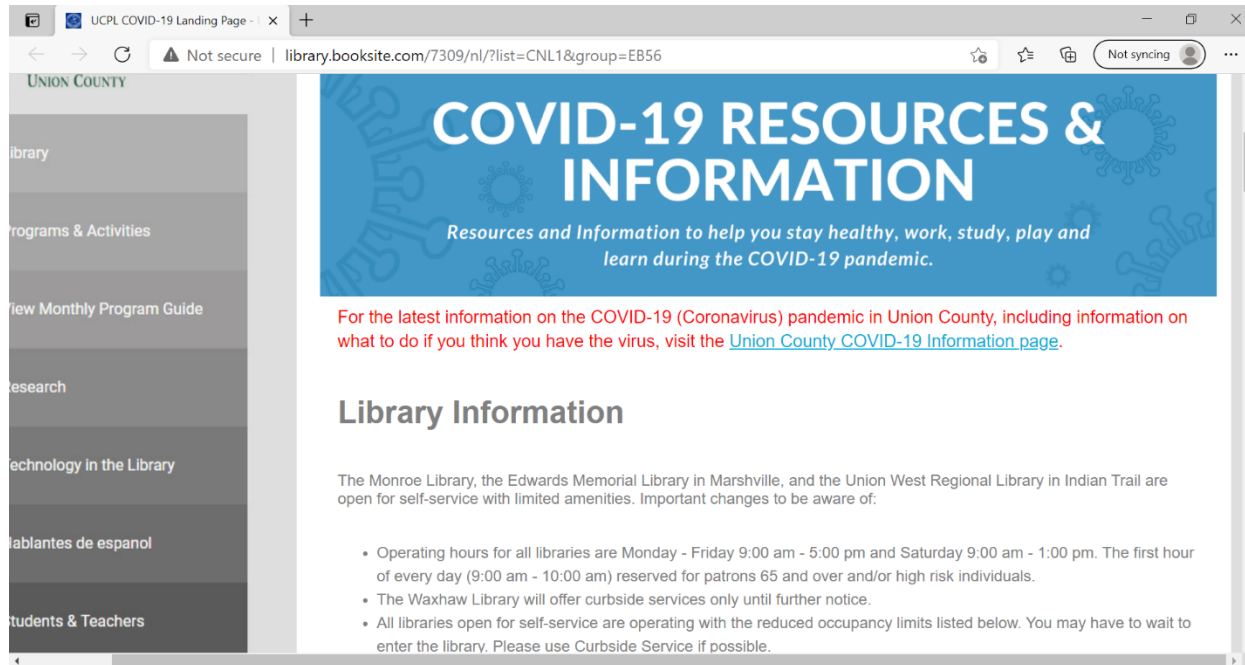 UCPL COVID-19 Landing Page -
Not secure | library.booksite.com/7309/nl/?list=CNL1&group=EB56
Not syncing
UNION COUNTY
ibrary
rograms & Activities
iew Monthly Program Guide
esearch
echnology in the Library
ablantes de espanol
tudents & Teachers
COVID-19 RESOURCES &
INFORMATION
Resources and Information to help you stay healthy, work, study, play and
learn during the COVID-19 pandemic.
For the latest information on the COVID-19 (Coronavirus) pandemic in Union County, including information on
what to do if you think you have the virus, visit the Union County COVID-19 Information page.
Library Information
The Monroe Library, the Edwards Memorial Library in Marshville, and the Union West Regional Library in Indian Trail are
open for self-service with limited amenities. Important changes to be aware of:
• Operating hours for all libraries are Monday - Friday 9:00 am - 5:00 pm and Saturday 9:00 am - 1:00 pm. The first hour
of every day (9:00 am - 10:00 am) reserved for patrons 65 and over and/or high risk individuals.
• The Waxhaw Library will offer curbside services only until further notice.
• All libraries open for self-service are operating with the reduced occupancy limits listed below. You may have to wait to
enter the library. Please use Curbside Service if possible.